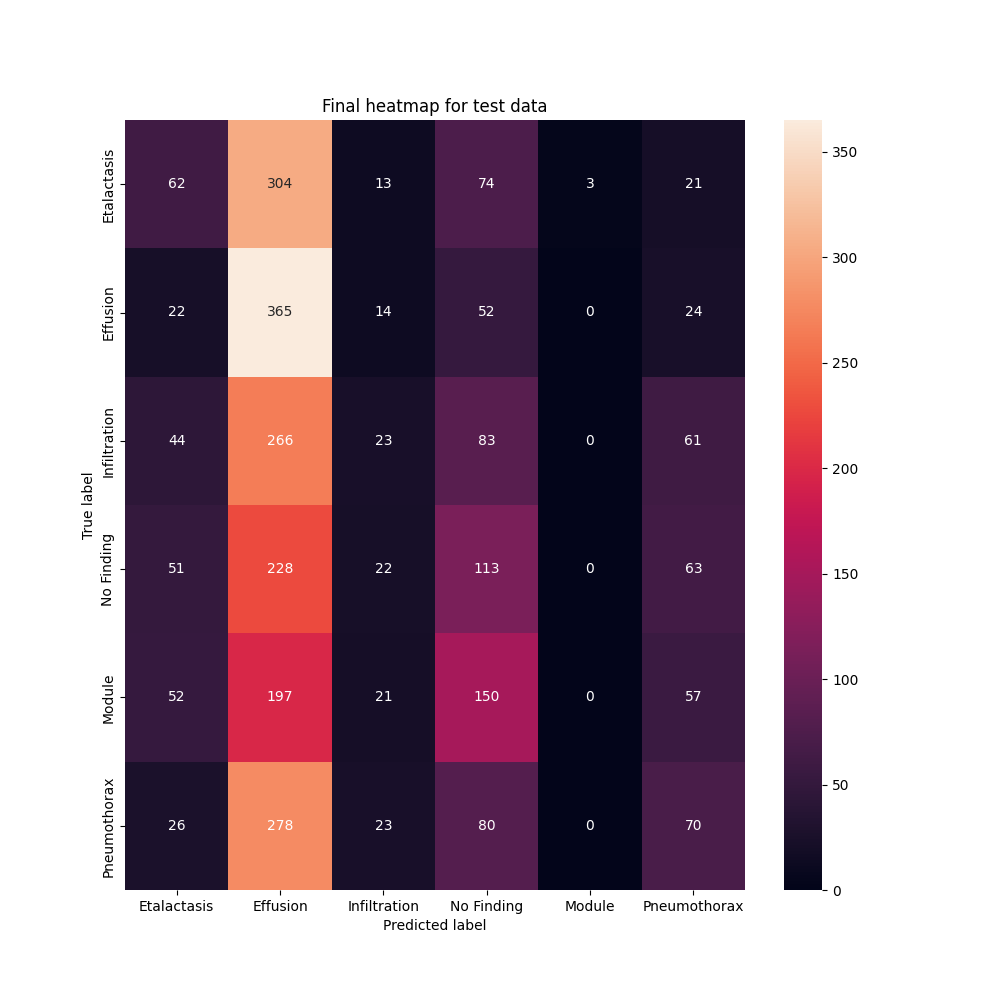 Final heatmap for test data
True label
Etalactasis 62 304 13 74 3 21
Effusion 22 365 14 52 0 24
Infiltration 44 266 23 83 0 61
No Finding 51 228 22 113 0 63
Module 52 197 21 150 0 57
Pneumothorax 26 278 23 80 0 70
Etalactasis Effusion Infiltration No Finding Module Pneumothorax
Predicted label
350
300
250
200
150
100
50
0